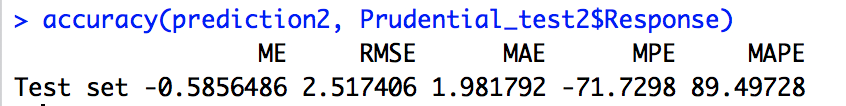 > accuracy(prediction2, Prudential_test2$Response)
ME RMSE MAE MPE MAPE
Test set -0.5856486 2.517406 1.981792 -71.7298 89.49728